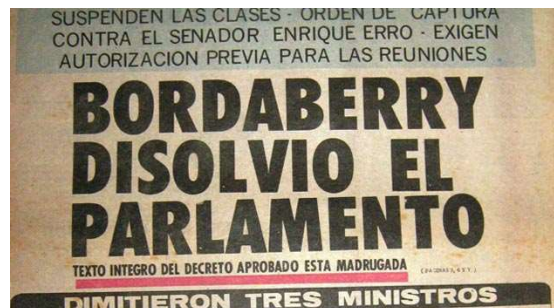 SUSPENDEN LAS CLASES - ORDEN DE CAPTURA
CONTRA EL SENADOR ENRIQUE ERRO - EXIGEN
AUTORIZACION PREVIA PARA LAS REUNIONES
BORDABERRY
DISOLVIO EL
PARLAMENTO
TEXTO INTEGRO DEL DECRETO APROBADO ESTA MADRUGADA
DIMITIERON TRES MINISTROS